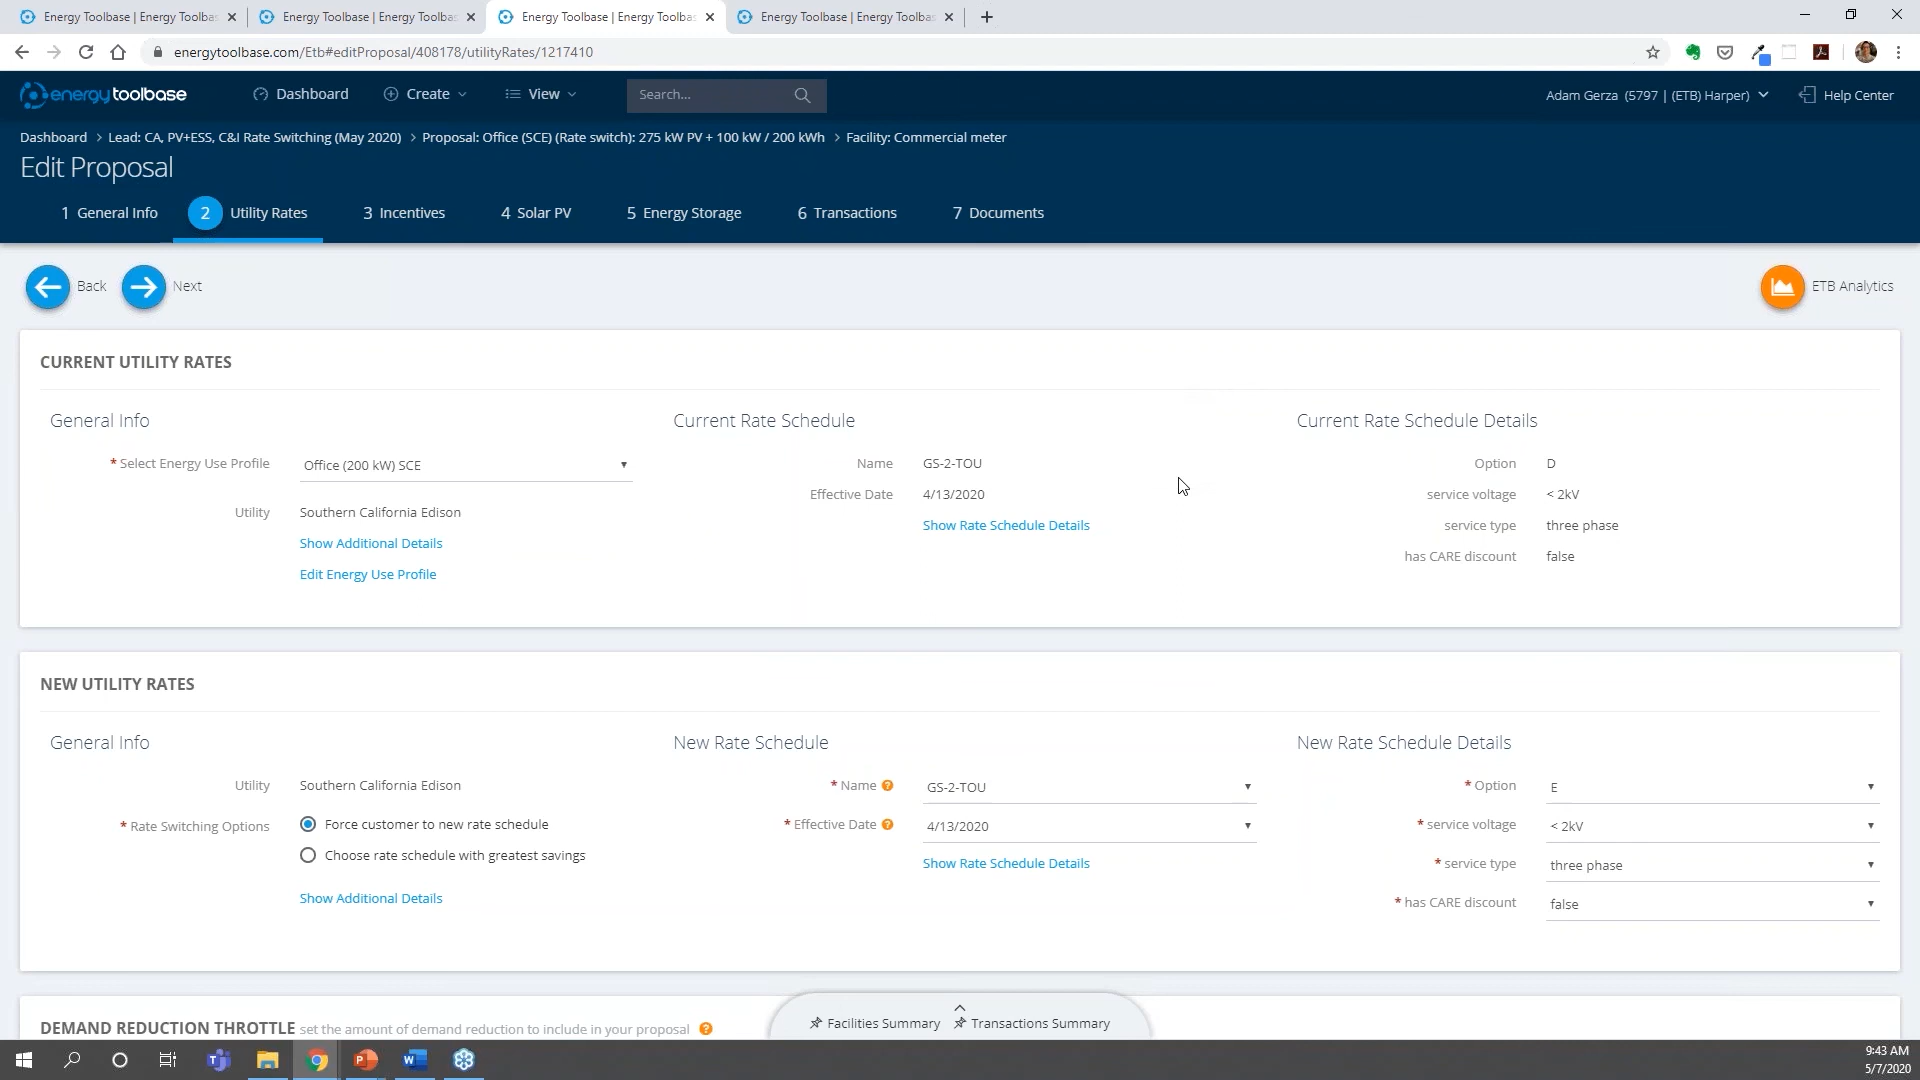 Energy Toolbase | Energy Toolbas
Energy Toolbase | Energy Toolbas
Energy Toolbase | Energy Toolbas
Energy Toolbase | Energy Toolbas
energytoolbase.com/Etb#editProposal/408178/utilityRates/1217410
energytoolbase
Dashboard
Create
View
Search...
Adam Gerza (5797 | (ETB) Harper)
Help Center
Dashboard > Lead: CA, PV+ESS, C&I Rate Switching (May 2020) > Proposal: Office (SCE) (Rate switch): 275 kW PV + 100 kW / 200 kWh > Facility: Commercial meter
Edit Proposal
1 General Info
2 Utility Rates
3 Incentives
4 Solar PV
5 Energy Storage
6 Transactions
7 Documents
Back
Next
ETB Analytics
CURRENT UTILITY RATES
General Info
* Select Energy Use Profile Office (200 kW) SCE
Utility Southern California Edison
Show Additional Details
Edit Energy Use Profile
Current Rate Schedule
Name GS-2-TOU
Effective Date 4/13/2020
Show Rate Schedule Details
Current Rate Schedule Details
Option D
service voltage < 2kV
service type three phase
has CARE discount false
NEW UTILITY RATES
General Info
Utility Southern California Edison
* Rate Switching Options Force customer to new rate schedule
Choose rate schedule with greatest savings
Show Additional Details
New Rate Schedule
* Name ? GS-2-TOU
* Effective Date ? 4/13/2020
Show Rate Schedule Details
New Rate Schedule Details
* Option E
* service voltage < 2kV
* service type three phase
* has CARE discount false
DEMAND REDUCTION THROTTLE set the amount of demand reduction to include in your proposal ?
Facilities Summary
Transactions Summary
9:43 AM
5/7/2020